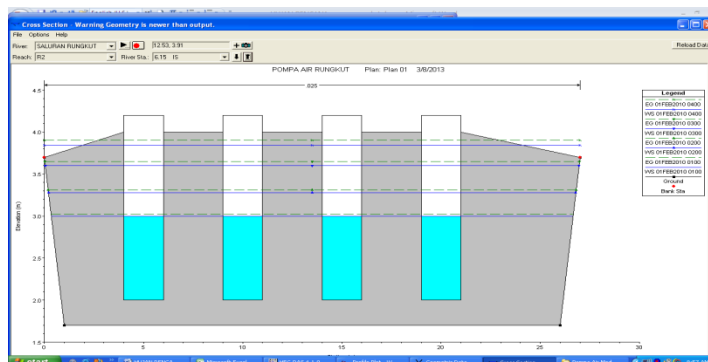 Cross Section - Warning Geometry is newer than output.
File Options Help
River: SALURAN RUNGKUT 12.53, 3.91 Reload Data
Reach: R2 River Sta.: 6.15 IS
POMPA AIR RUNGKUT Plan: Plan 01 3/8/2013
.025
Legend
EG 01FEB2010 0400
WS 01FEB2010 0400
EG 01FEB2010 0300
WS 01FEB2010 0300
EG 01FEB2010 0200
WS 01FEB2010 0200
EG 01FEB2010 0100
WS 01FEB2010 0100
Ground
Bank Sta
Elevation (m)
4.5
4.0
3.5
3.0
2.5
2.0
1.5
0 5 10 15 20 25 30
start